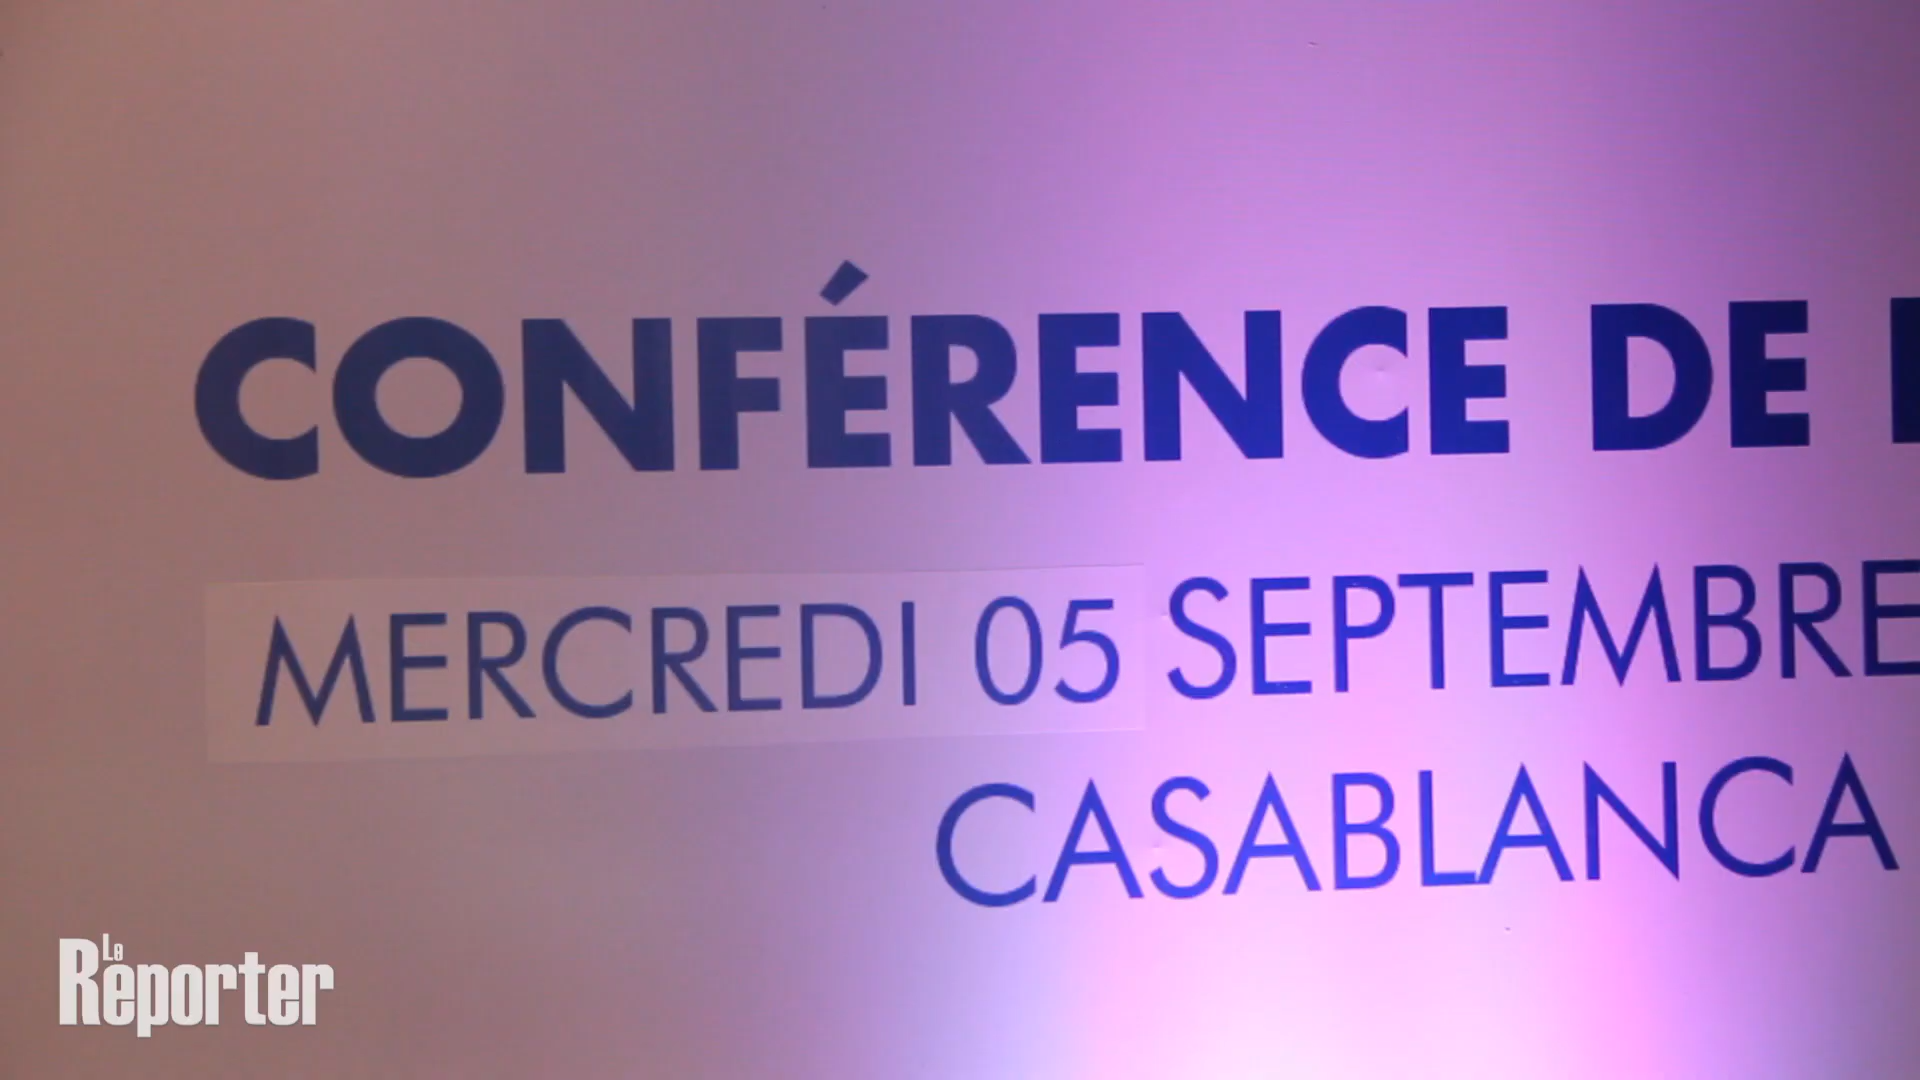 CONFÉRENCE DE
MERCREDI 05 SEPTEMBRE
CASABLANCA
Le
Reporter